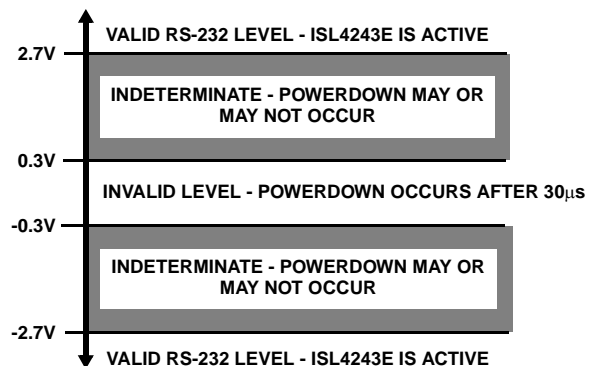 VALID RS-232 LEVEL - ISL4243E IS ACTIVE
2.7V
INDETERMINATE - POWERDOWN MAY OR
MAY NOT OCCUR
0.3V
INVALID LEVEL - POWERDOWN OCCURS AFTER 30μs
-0.3V
INDETERMINATE - POWERDOWN MAY OR
MAY NOT OCCUR
-2.7V
VALID RS-232 LEVEL - ISL4243E IS ACTIVE